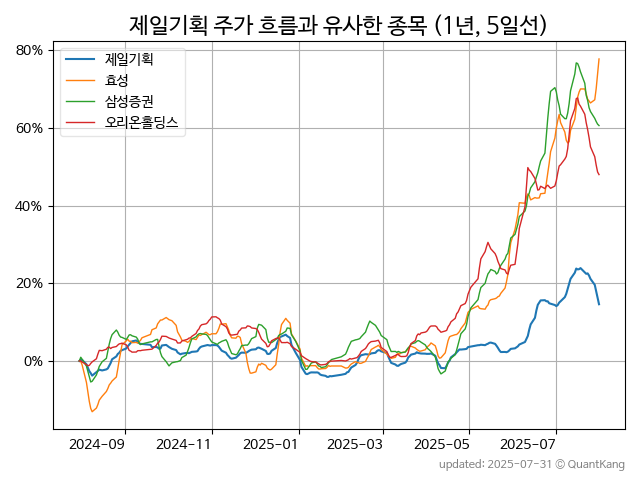 제일기획 주가 흐름과 유사한 종목 (1년, 5일선)
80%
60%
40%
20%
0%
제일기획
효성
삼성증권
오리온홀딩스
2024-09
2024-11
2025-01
2025-03
2025-05
2025-07
updated: 2025-07-31 © QuantKang